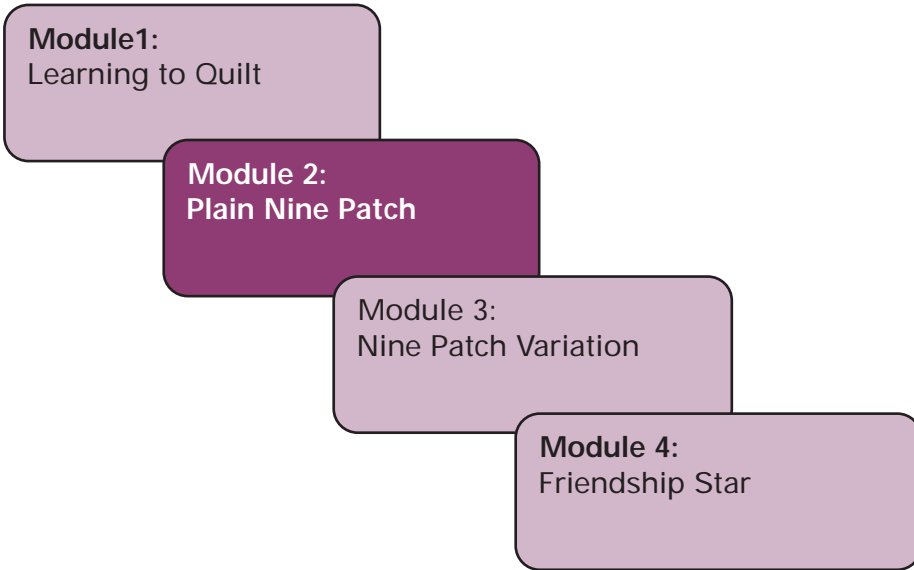 Module1:
Learning to Quilt
Module 2:
Plain Nine Patch
Module 3:
Nine Patch Variation
Module 4:
Friendship Star